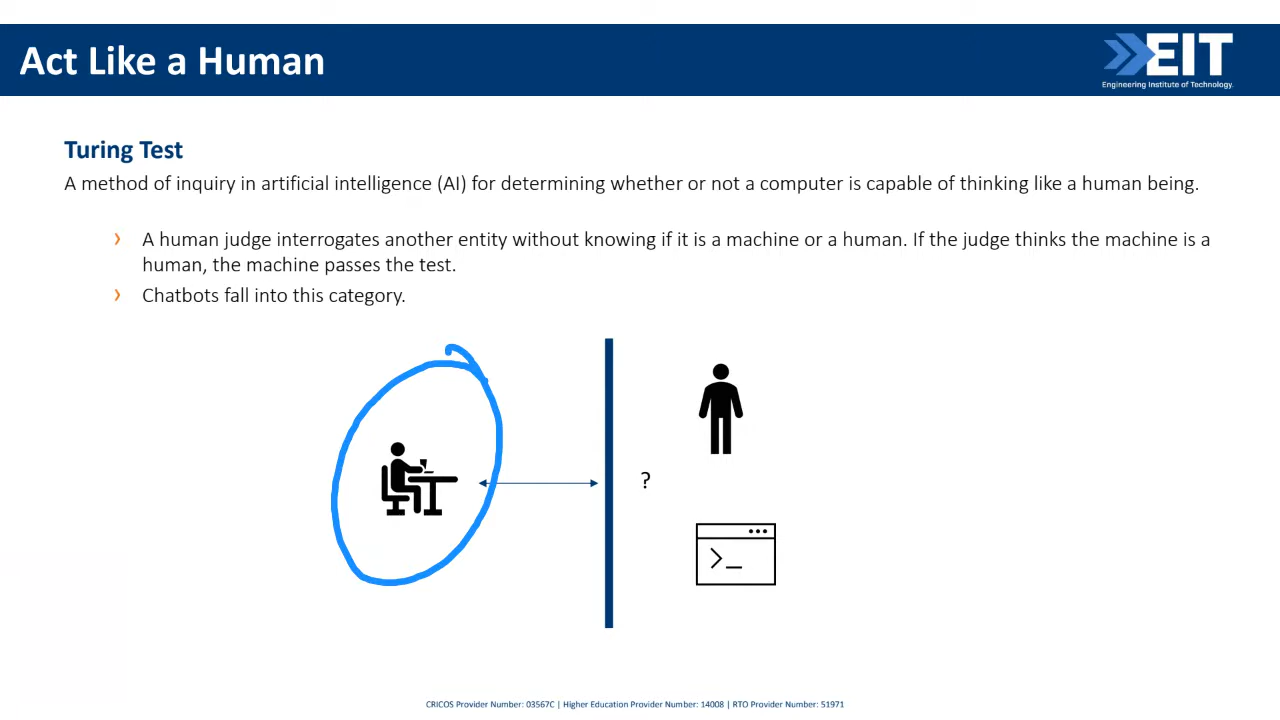 Act Like a Human
EIT
Engineering Institute of Technology.
Turing Test
A method of inquiry in artificial intelligence (AI) for determining whether or not a computer is capable of thinking like a human being.
› A human judge interrogates another entity without knowing if it is a machine or a human. If the judge thinks the machine is a
human, the machine passes the test.
› Chatbots fall into this category.
?
>_
CRICOS Provider Number: 03567C | Higher Education Provider Number: 14008 | RTO Provider Number: 51971